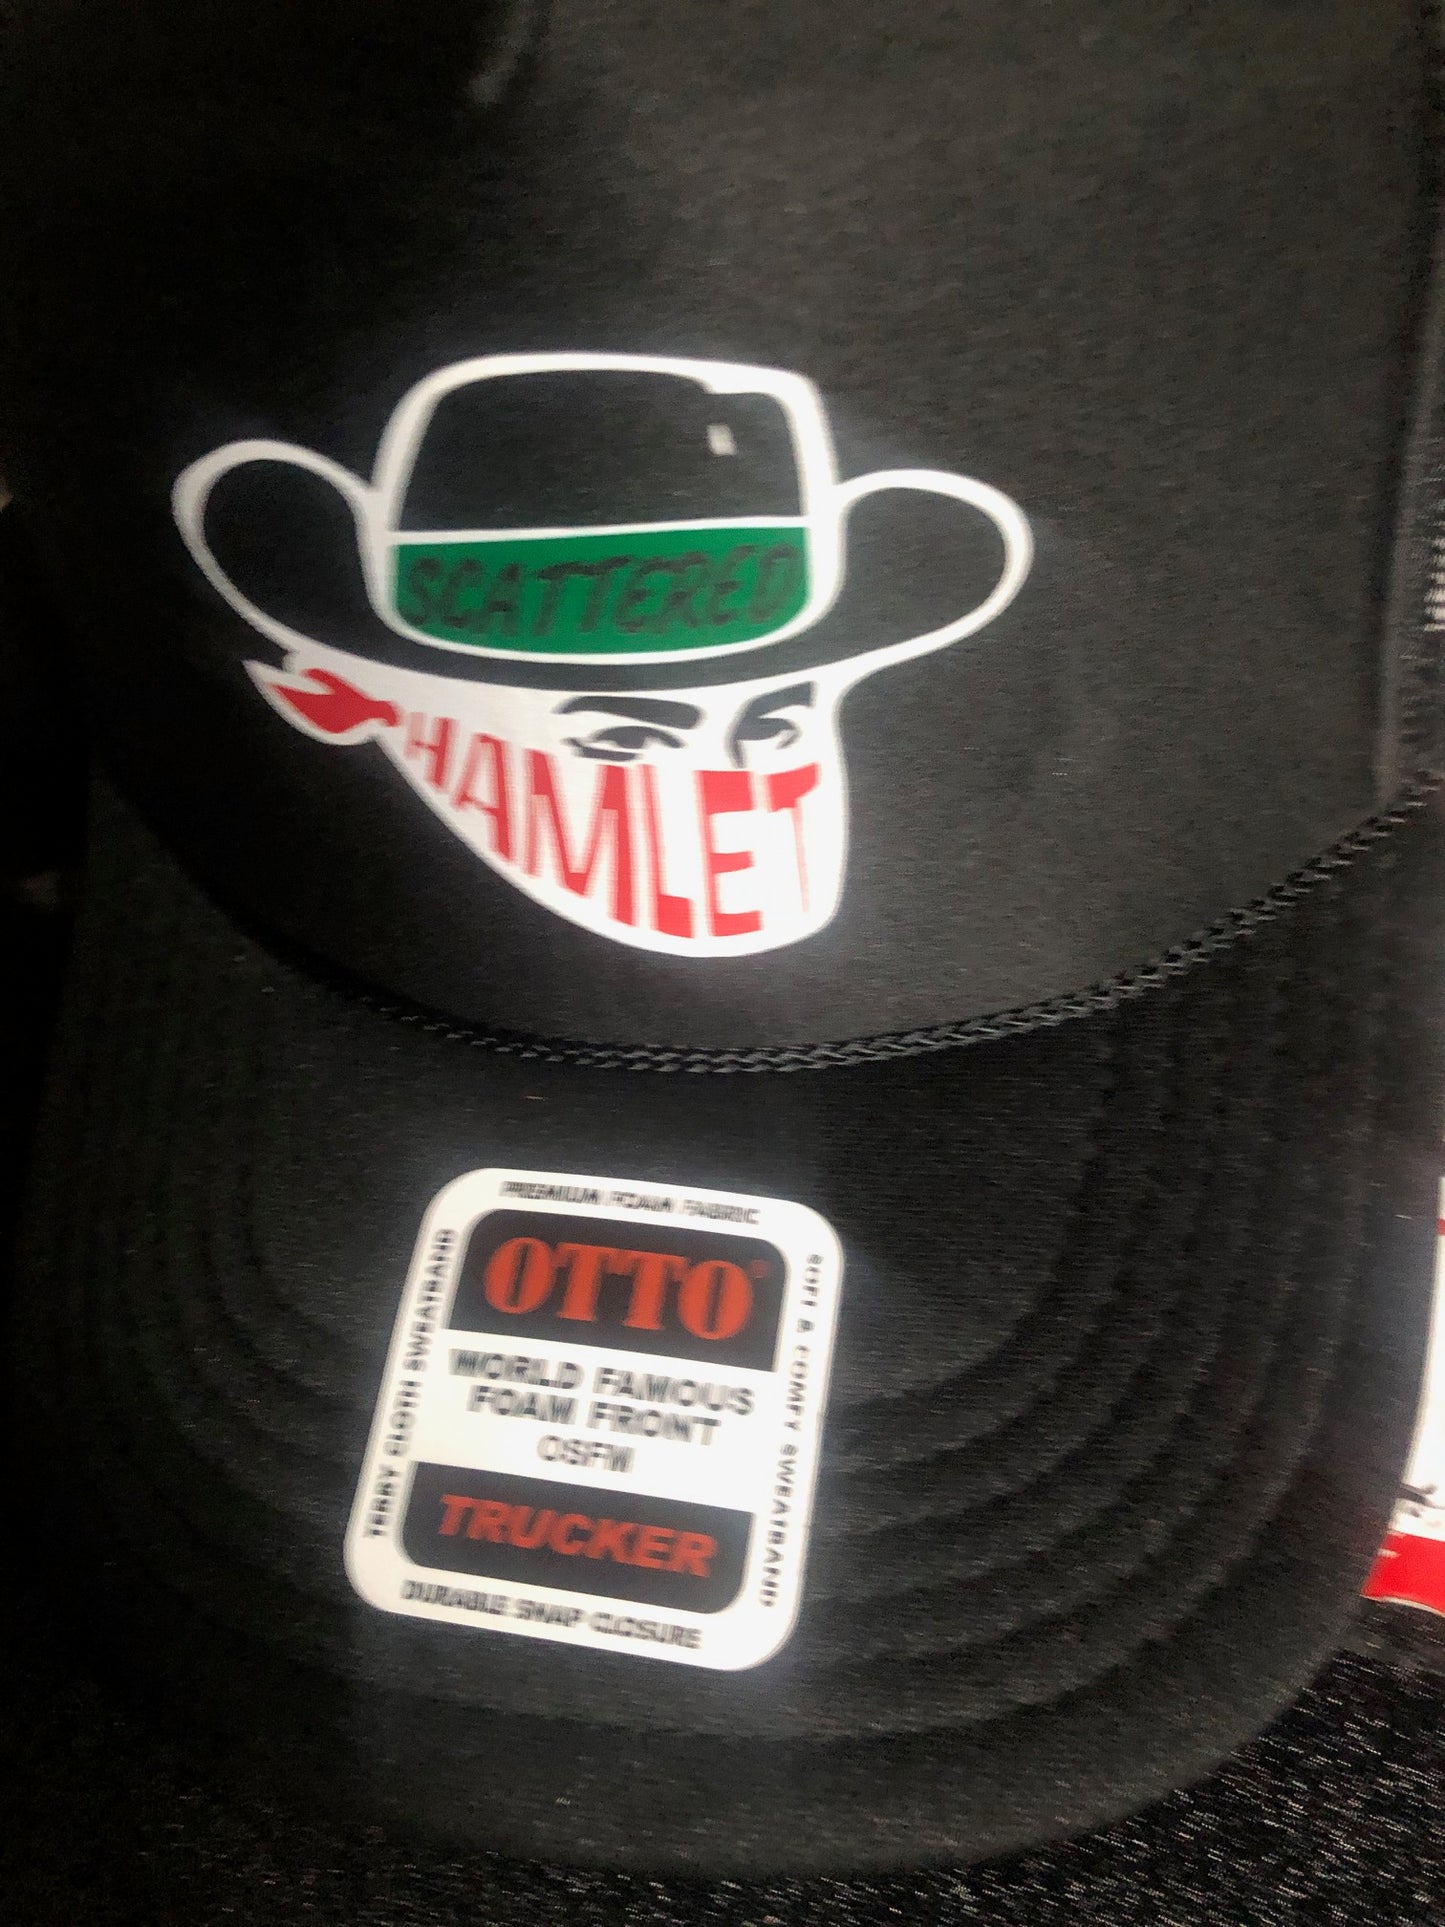 SCATTERED
HAMLET
PREMIUM FOAM FABRIC
OTTO
WORLD FAMOUS
FOAM FRONT
OSFM
TRUCKER
DURABLE SNAP CLOSURE
TERRY CLOTH SWEATBAND
SOFT & COMFY SWEATBAND